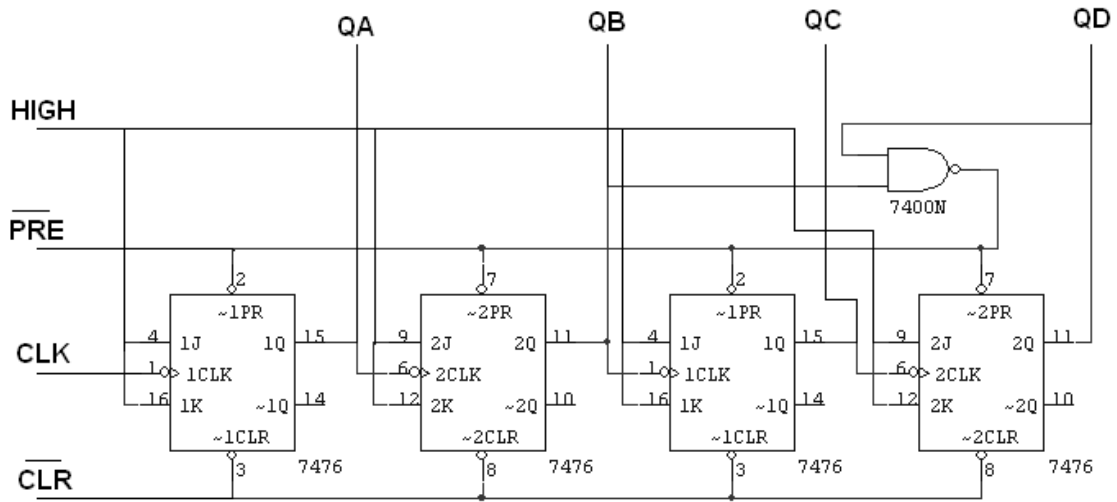 QA QB QC QD
HIGH
7400N
PRE
2 7 2 7
~1PR ~2PR ~1PR ~2PR
4 1J 1Q 15 9 2J 2Q 11 4 1J 1Q 15 9 2J 2Q 11
CLK 1 1CLK 6 2CLK 1 1CLK 6 2CLK
16 1K ~1Q 14 12 2K ~2Q 10 16 1K ~1Q 14 12 2K ~2Q 10
~1CLR ~2CLR ~1CLR ~2CLR
3 7476 8 7476 3 7476 8 7476
CLR